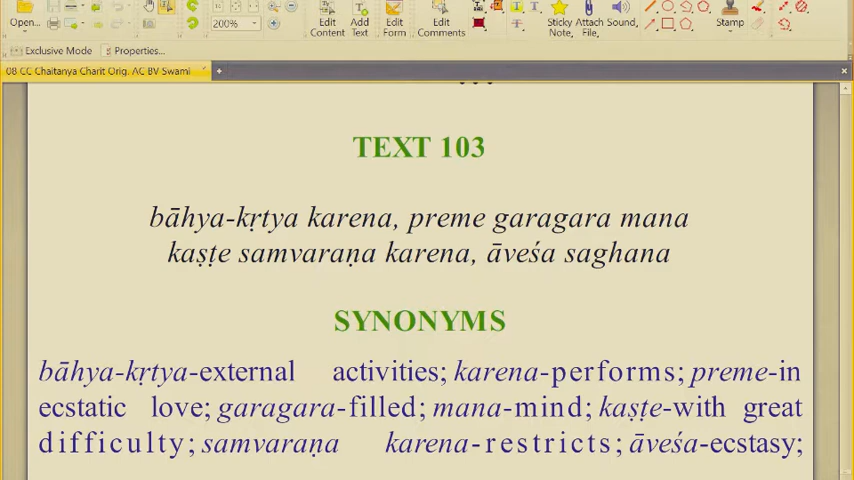 Open...
200%
Edit Content
Add Text
Edit Form
Edit Comments
Sticky Note,
Attach File,
Sound,
Stamp
Exclusive Mode
Properties...
08 CC Chaitanya Charit Orig. AC BV Swami
TEXT 103
bāhya-kṛtya karena, preme garagara mana
kaṣṭe samvaraṇa karena, āveśa saghana
SYNONYMS
bāhya-kṛtya-external activities; karena-performs; preme-in
ecstatic love; garagara-filled; mana-mind; kaṣṭe-with great
difficulty; samvaraṇa karena-restricts; āveśa-ecstasy;